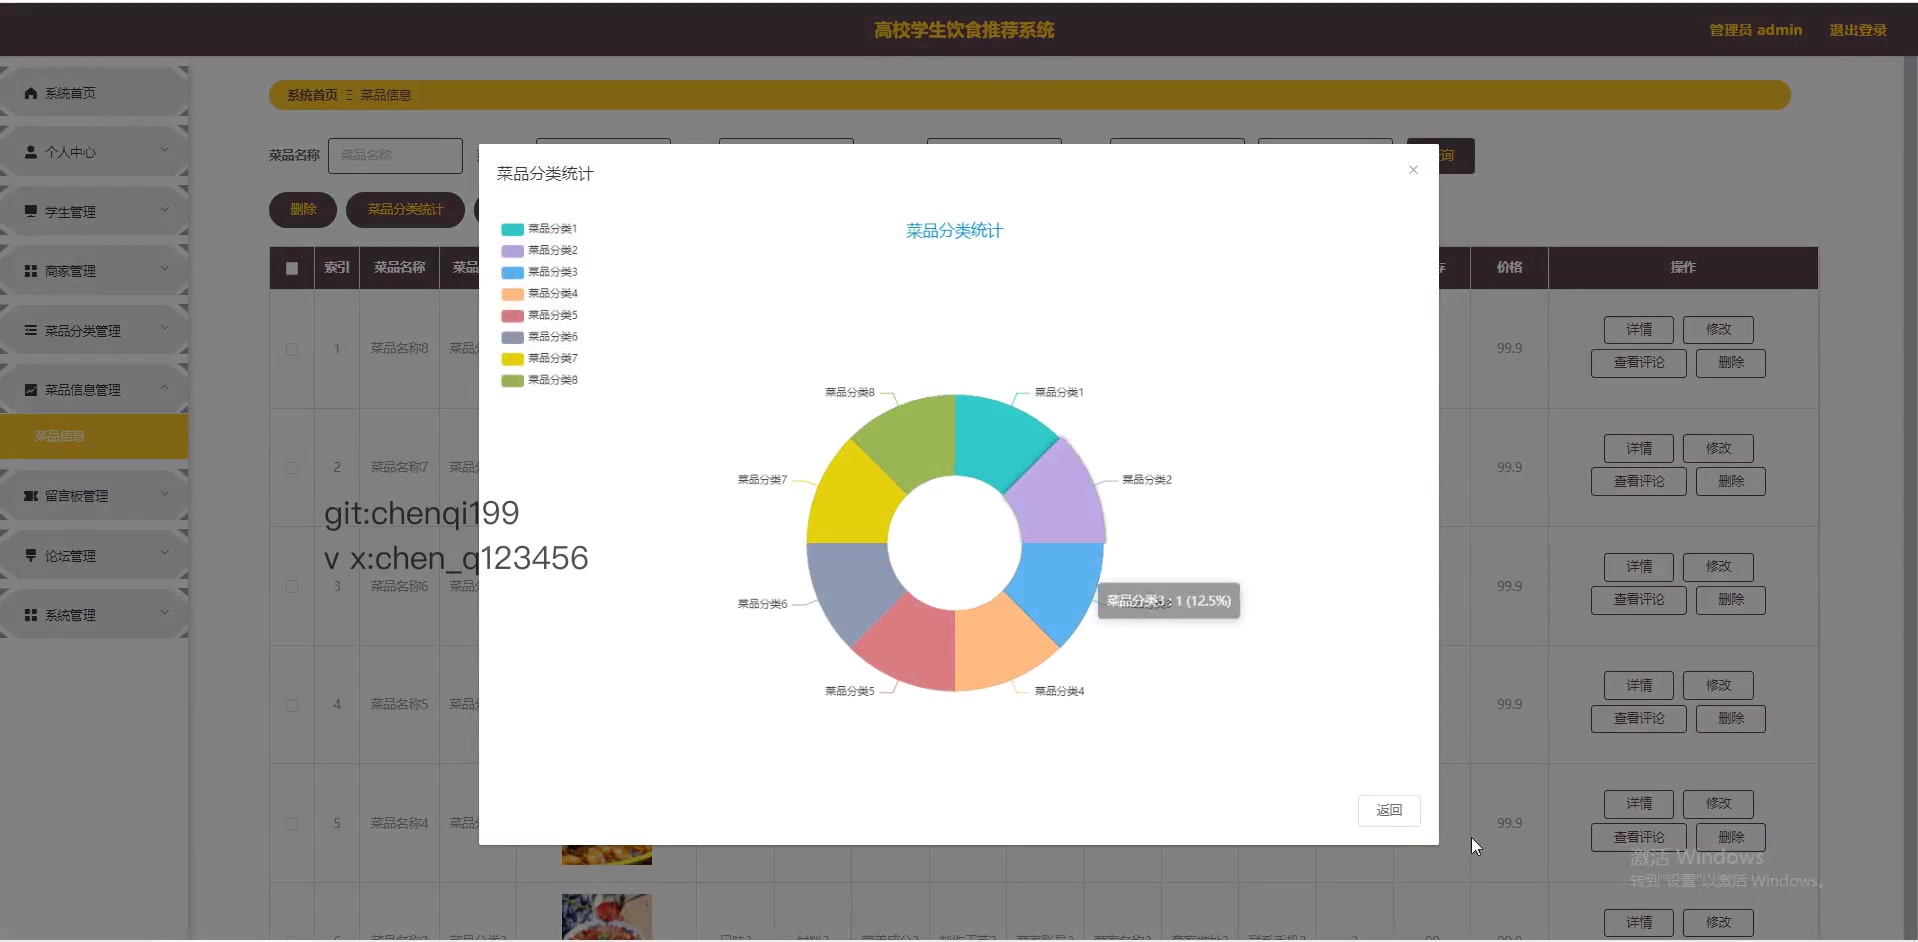 高校学生饮食推荐系统
管理员 admin
退出登录
系统首页
个人中心
学生管理
商家管理
菜品分类管理
菜品信息管理
菜品信息
留言板管理
论坛管理
系统管理
系统首页 Ξ 菜品信息
菜品名称 菜品名称
询
删除 菜品分类统计
索引 菜品名称 菜品 价格 操作
1 菜品名称8 菜品分 99.9 详情 修改
查看评论 删除
2 菜品名称7 菜品分 99.9 详情 修改
查看评论 删除
3 菜品名称6 菜品分 99.9 详情 修改
查看评论 删除
4 菜品名称5 菜品分 99.9 详情 修改
查看评论 删除
5 菜品名称4 菜品分 99.9 详情 修改
查看评论 删除
详情 修改
菜品分类统计
×
菜品分类1
菜品分类2
菜品分类3
菜品分类4
菜品分类5
菜品分类6
菜品分类7
菜品分类8
菜品分类统计
菜品分类8 菜品分类1
菜品分类7 菜品分类2
菜品分类3 : 1 (12.5%)
菜品分类6
菜品分类5 菜品分类4
返回
git:chenqi199
v x:chen_q123456
激活 Windows
转到"设置"以激活 Windows。